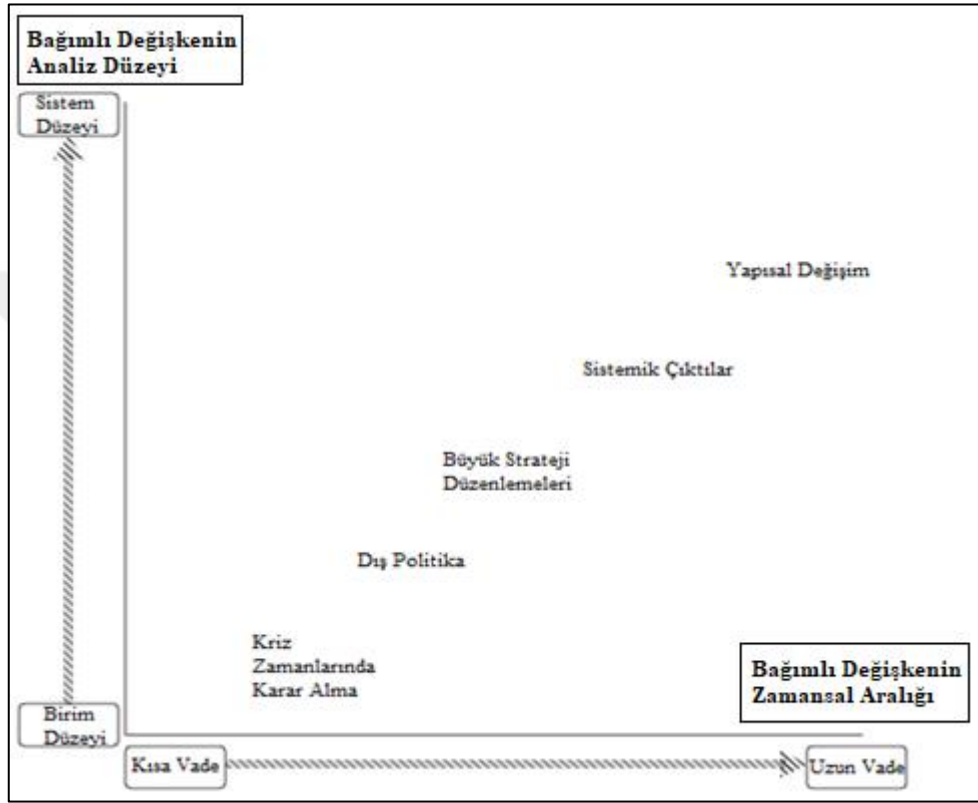 Bağımlı Değişkenin
Analiz Düzeyi
Sistem
Düzeyi
Yapısal Değişim
Sistemik Çıktılar
Büyük Strateji
Düzenlemeleri
Dış Politika
Kriz
Zamanlarında
Karar Alma
Bağımlı Değişkenin
Zamansal Aralığı
Birim
Düzeyi
Kısa Vade
Uzun Vade